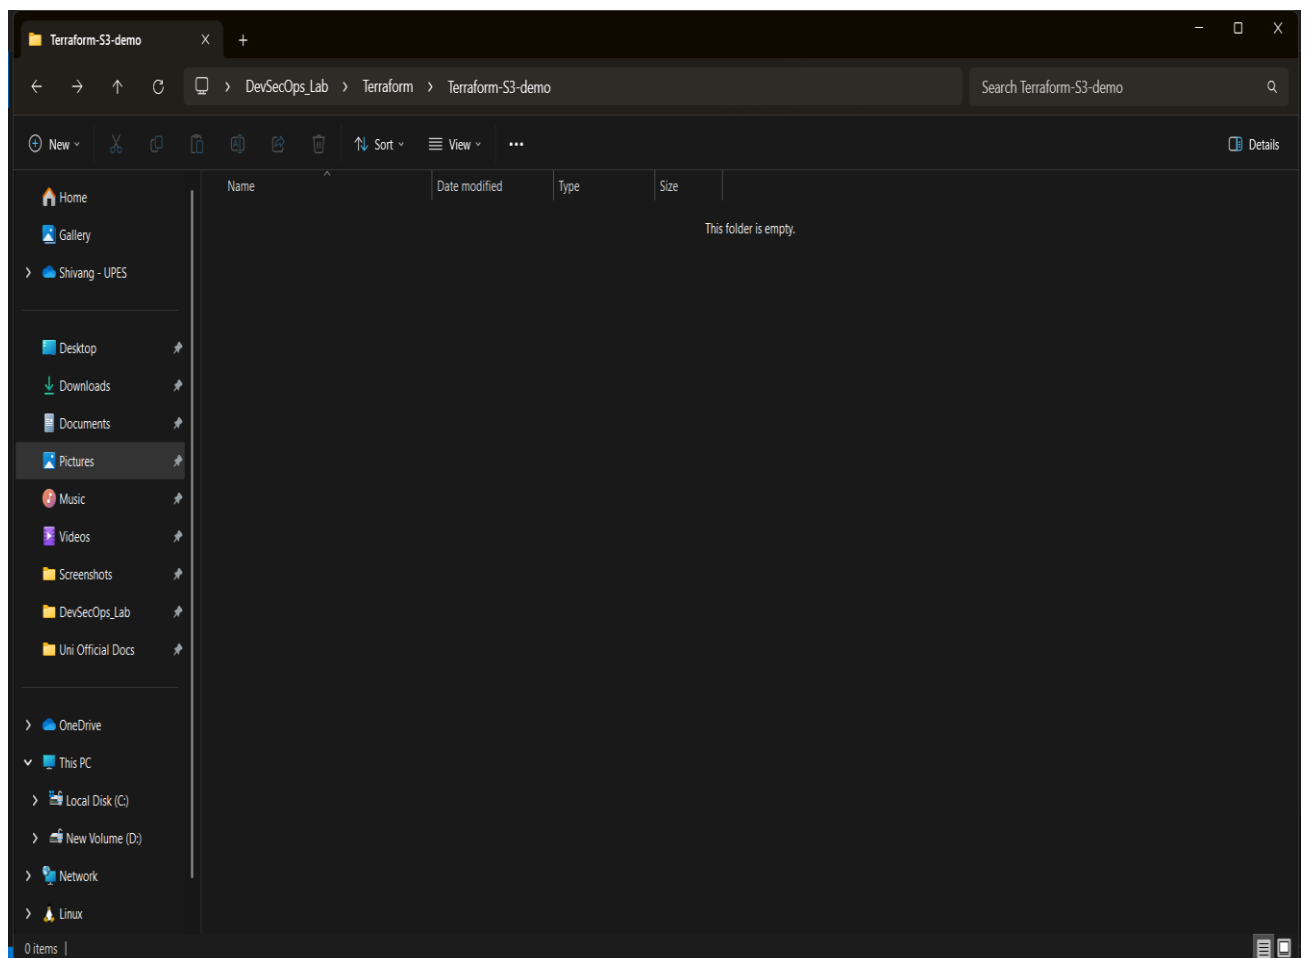 Terraform-S3-demo
DevSecOps_Lab > Terraform > Terraform-S3-demo
Search Terraform-S3-demo
New
Sort
View
Details
Name
Date modified
Type
Size
This folder is empty.
Home
Gallery
Shivang - UPES
Desktop
Downloads
Documents
Pictures
Music
Videos
Screenshots
DevSecOps_Lab
Uni Official Docs
OneDrive
This PC
Local Disk (C:)
New Volume (D:)
Network
Linux
0 items